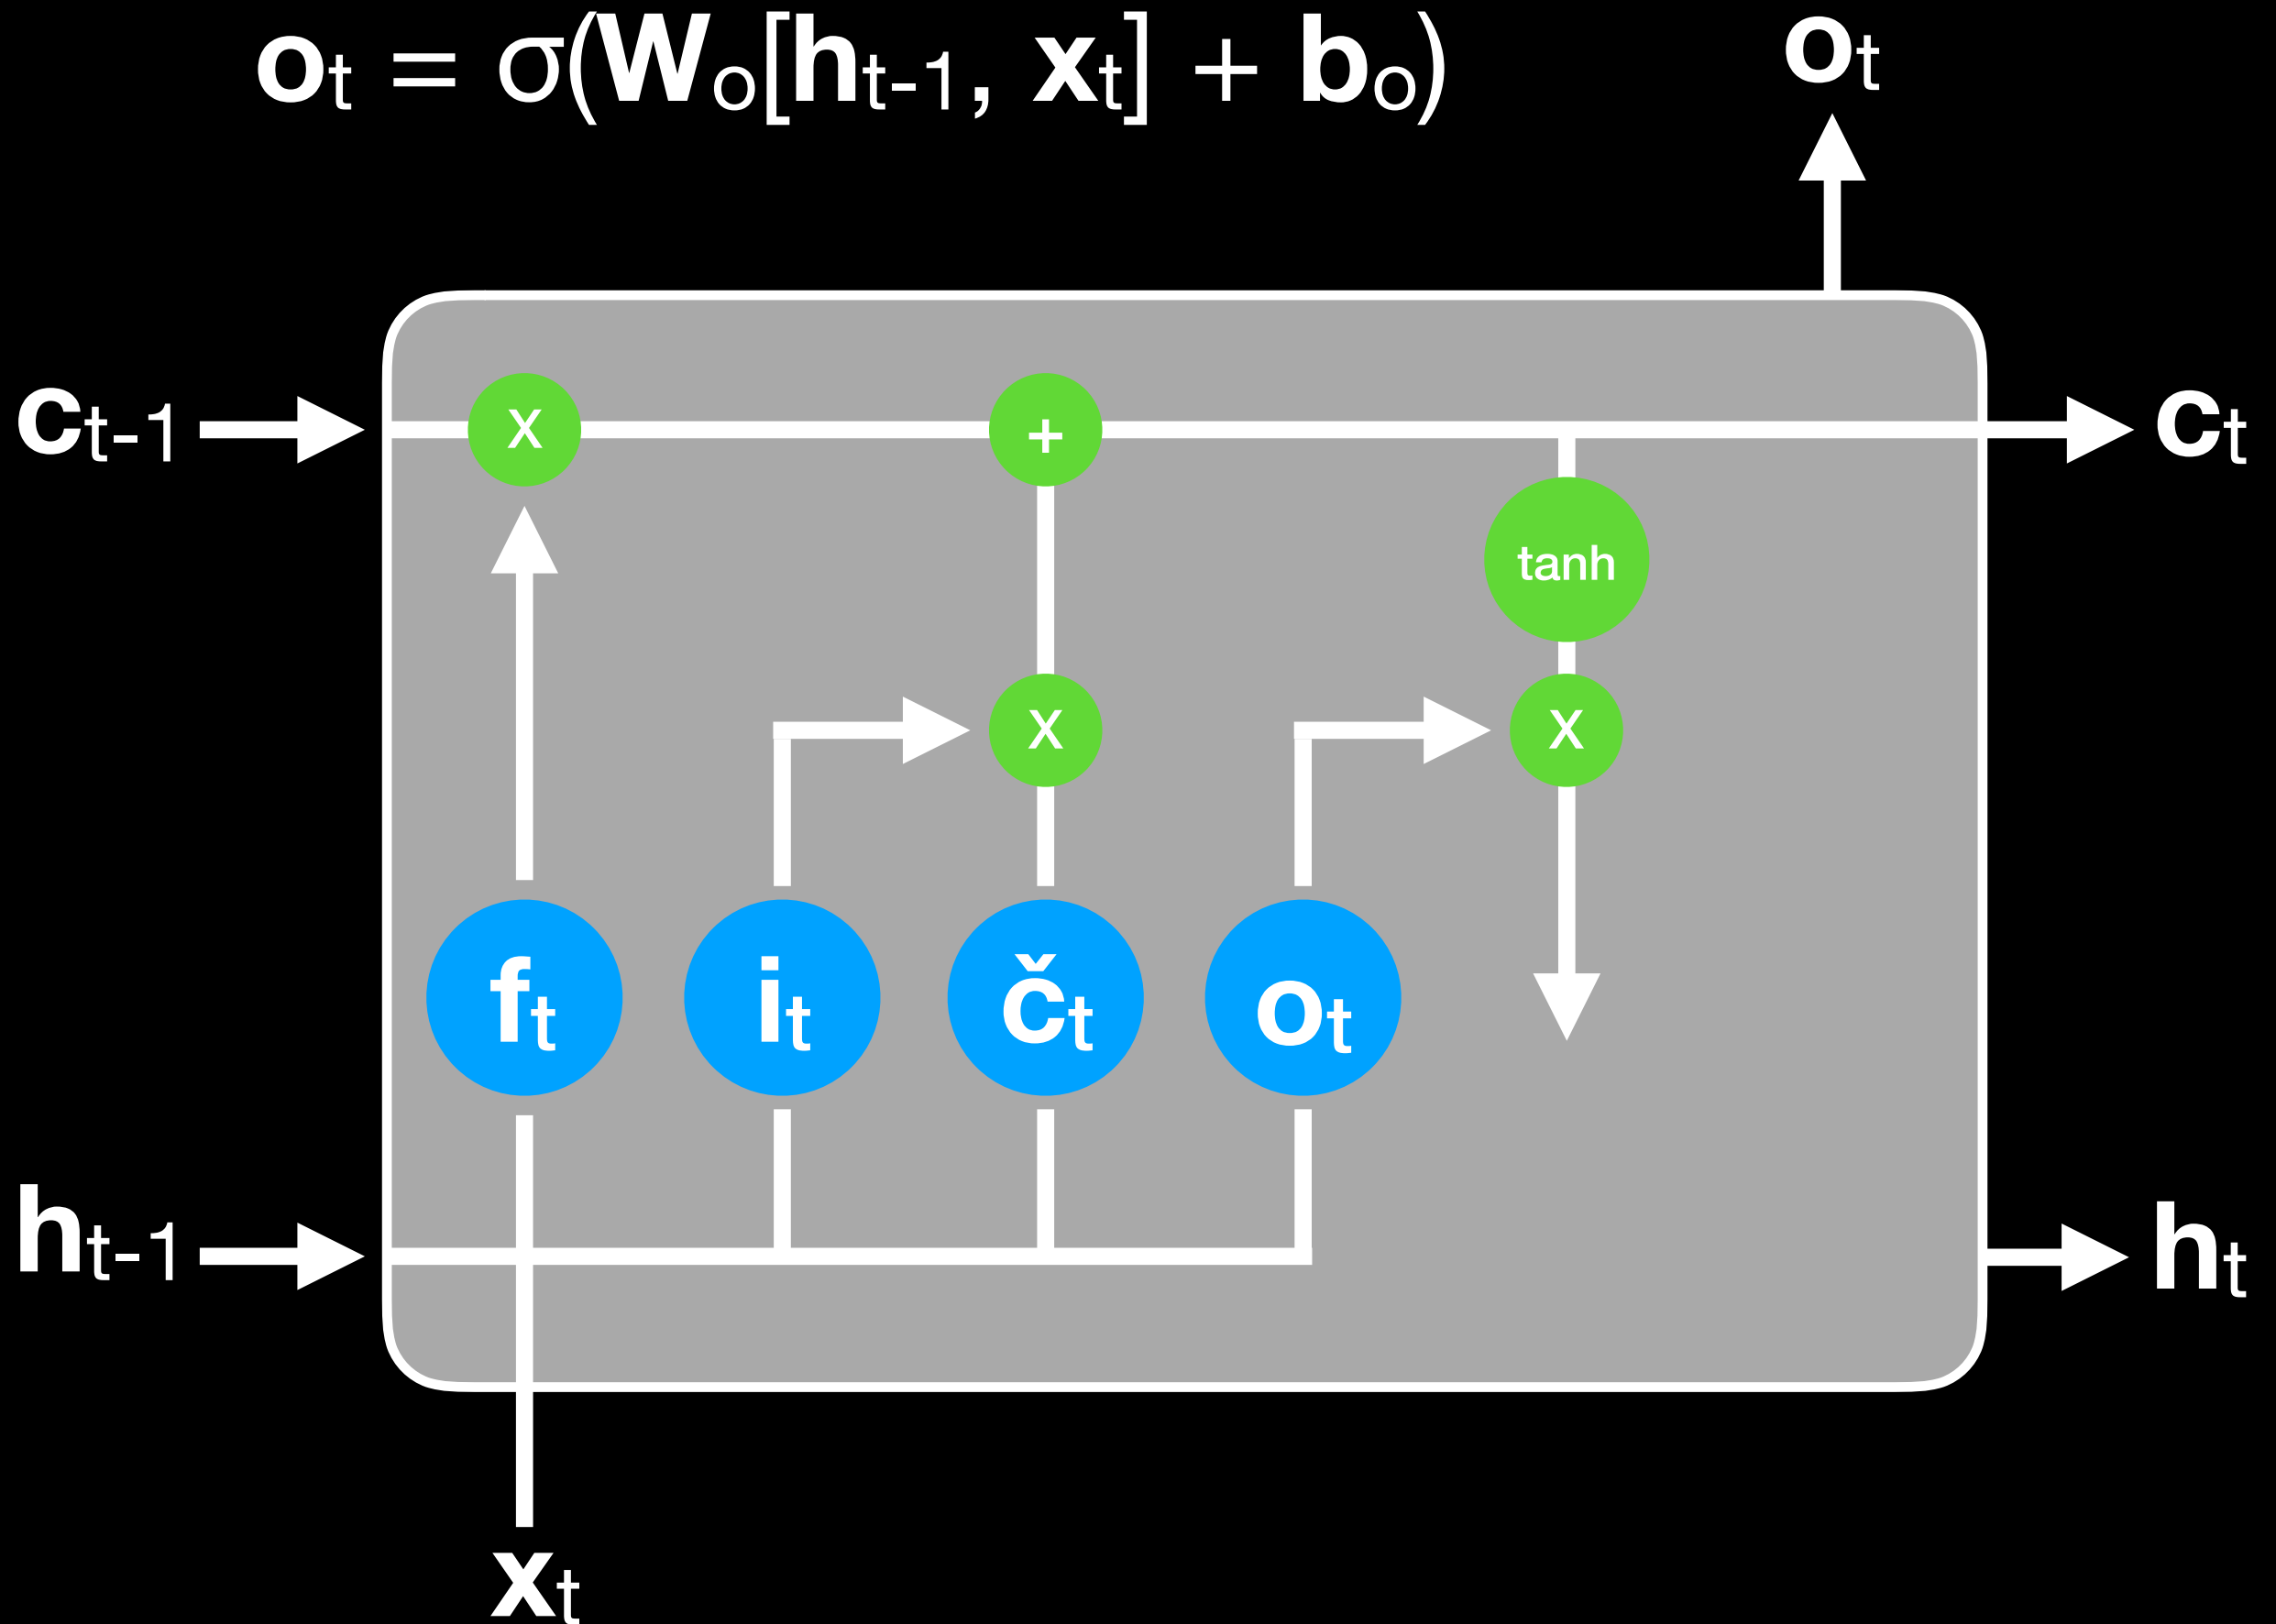 oₜ = σ(Wₒ[hₜ₋₁, xₜ] + bₒ)
oₜ
cₜ₋₁
x
+
cₜ
tanh
x
x
fₜ
iₜ
čₜ
oₜ
hₜ₋₁
hₜ
xₜ